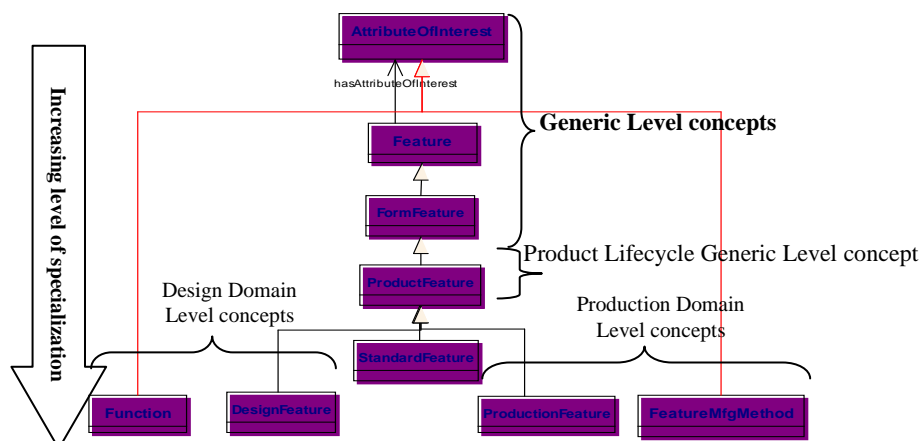 AttributeOfInterest
hasAttributeOfInterest
Increasing level of specialization
Generic Level concepts
Feature
FormFeature
Product Lifecycle Generic Level concept
ProductFeature
Design Domain
Level concepts
Production Domain
Level concepts
StandardFeature
Function
DesignFeature
ProductionFeature
FeatureMfgMethod